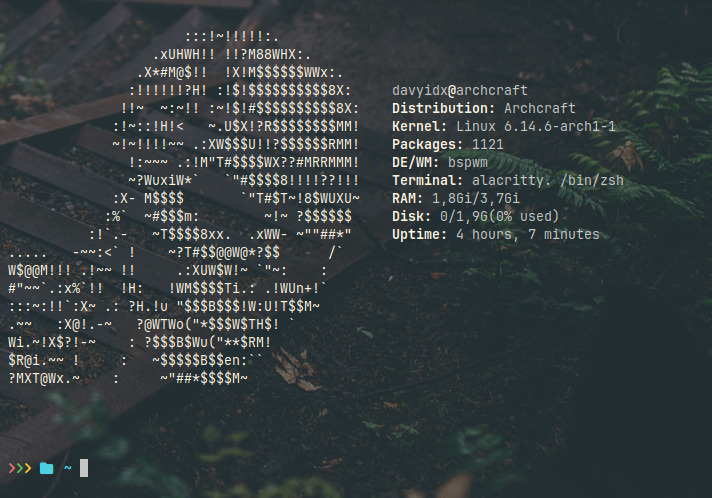 :::!~!!!!!:.
                  .xUHWH!! !!?M88WHX:.
                .X*#M@$!!  !X!M$$$$$$WWx:.
               :!!!!!!?H! :!$!$$$$$$$$$$8X:
              !!~  ~:~!! :~!$!#$$$$$$$$$$8X:
             :!~::!H!<   ~.U$X!?R$$$$$$$$MM!
             ~!~!!!!~~ .:XW$$$U!!?$$$$$$RMM!
               !:~~~ .:!M"T#$$$$WX??#MRRMMM!
               ~?WuxiW*`   `"#$$$$8!!!!??!!!
             :X- M$$$$       `"T#$T~!8$WUXU~
            :%`  ~#$$$m:        ~!~ ?$$$$$$
          :!`.-   ~T$$$$8xx.  .xWW- ~""##*"
.....   -~~:<` !    ~?T#$$@@W@*?$$      /`
W$@@M!!! .!~~ !!     .:XUW$W!~ `"~:    :
#"~~`.:x%`!!  !H:   !WM$$$$Ti.: .!WUn+!`
:::~:!!`:X~ .: ?H.!u "$$$B$$$!W:U!T$$M~
.~~   :X@!.-~   ?@WTWo("*$$$W$TH$! `
Wi.~!X$?!-~    : ?$$$B$Wu("**$RM!
$R@i.~~ !     :   ~$$$$$B$$en:``
?MXT@Wx.~    :     ~"##*$$$$M~
davyidx@archcraft
Distribution: Archcraft
Kernel: Linux 6.14.6-arch1-1
Packages: 1121
DE/WM: bspwm
Terminal: alacritty. /bin/zsh
RAM: 1,86i/3,76i
Disk: 0/1,9G(0% used)
Uptime: 4 hours, 7 minutes
~